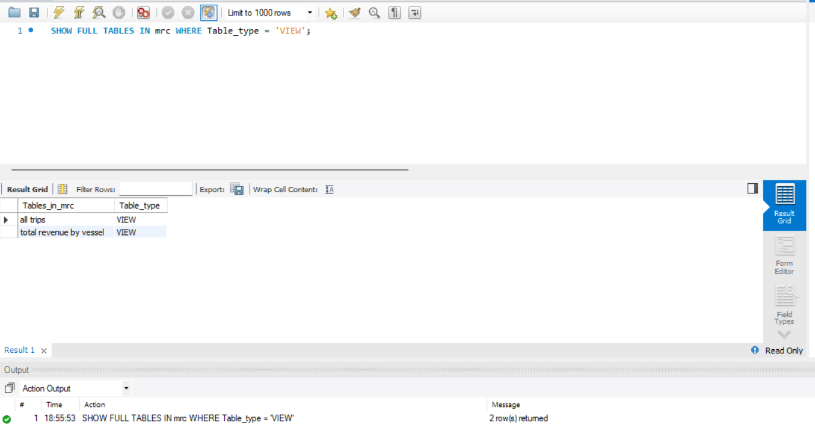 Limit to 1000 rows
1 SHOW FULL TABLES IN mrc WHERE Table_type = 'VIEW';
Result Grid Filter Rows: Export: Wrap Cell Content: IA
Tables_in_mrc Table_type
all trips VIEW
total revenue by vessel VIEW
Result
Grid
Form
Editor
Field
Types
Result 1 × Read Only
Output
Action Output
# Time Action Message
1 18:55:53 SHOW FULL TABLES IN mrc WHERE Table_type = 'VIEW' 2 row(s) returned